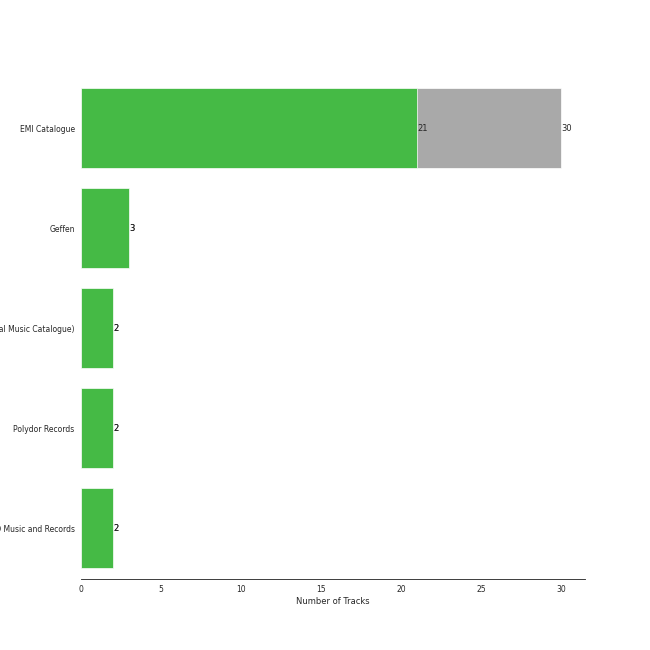 EMI Catalogue
21
30
Geffen
3
al Music Catalogue)
2
Polydor Records
2
Music and Records
2
0 5 10 15 20 25 30
Number of Tracks